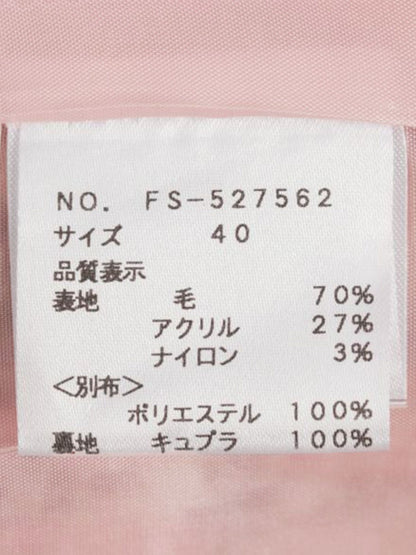 NO. FS-527562
サイズ 40
品質表示
表地 毛 70%
アクリル 27%
ナイロン 3%
<別布>
ポリエステル 100%
裏地 キュプラ 100%